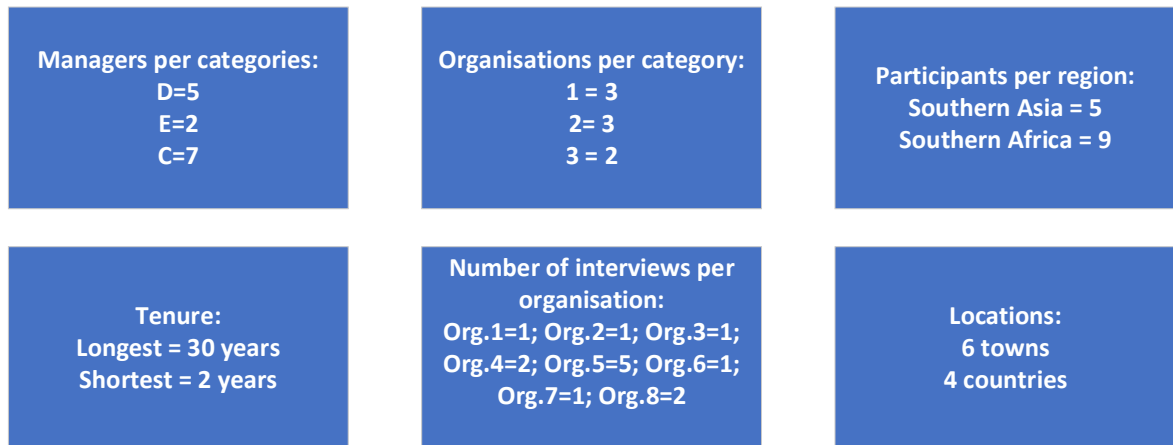 Managers per categories:
D=5
E=2
C=7
Organisations per category:
1 = 3
2= 3
3 = 2
Participants per region:
Southern Asia = 5
Southern Africa = 9
Tenure:
Longest = 30 years
Shortest = 2 years
Number of interviews per
organisation:
Org.1=1; Org.2=1; Org.3=1;
Org.4=2; Org.5=5; Org.6=1;
Org.7=1; Org.8=2
Locations:
6 towns
4 countries